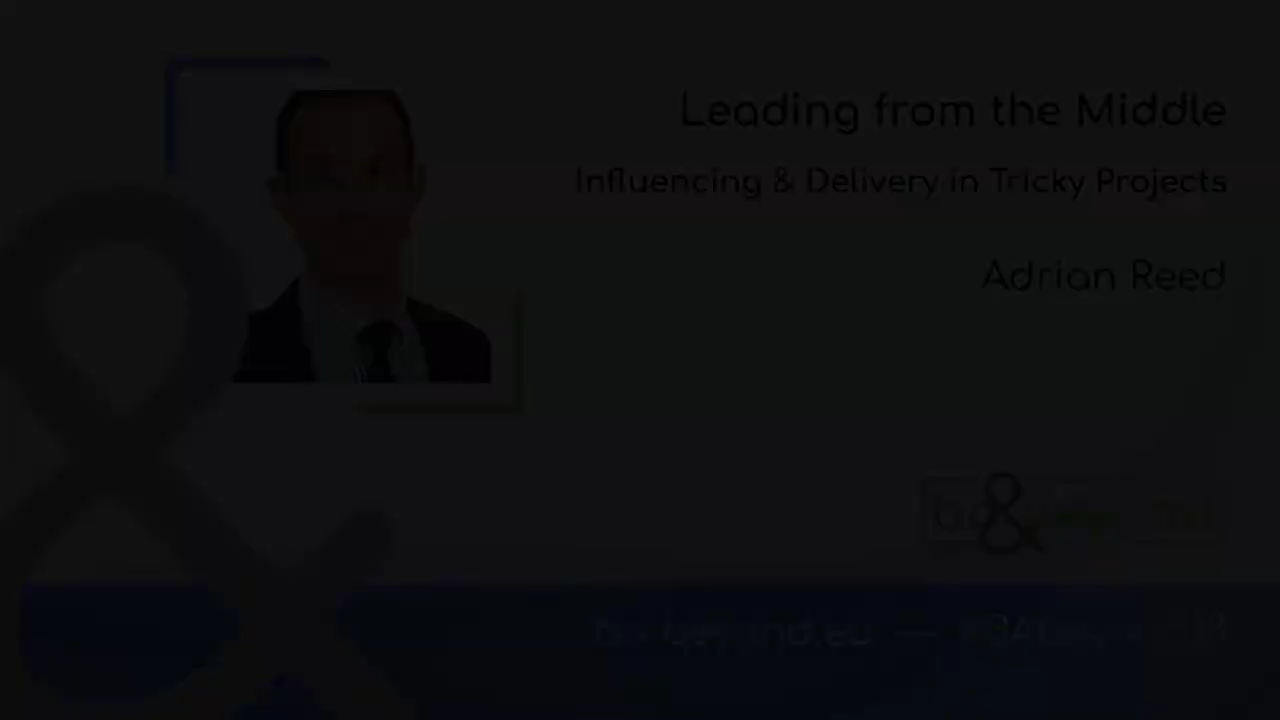 Leading from the Middle
Influencing & Delivery in Tricky Projects
Adrian Reed
&